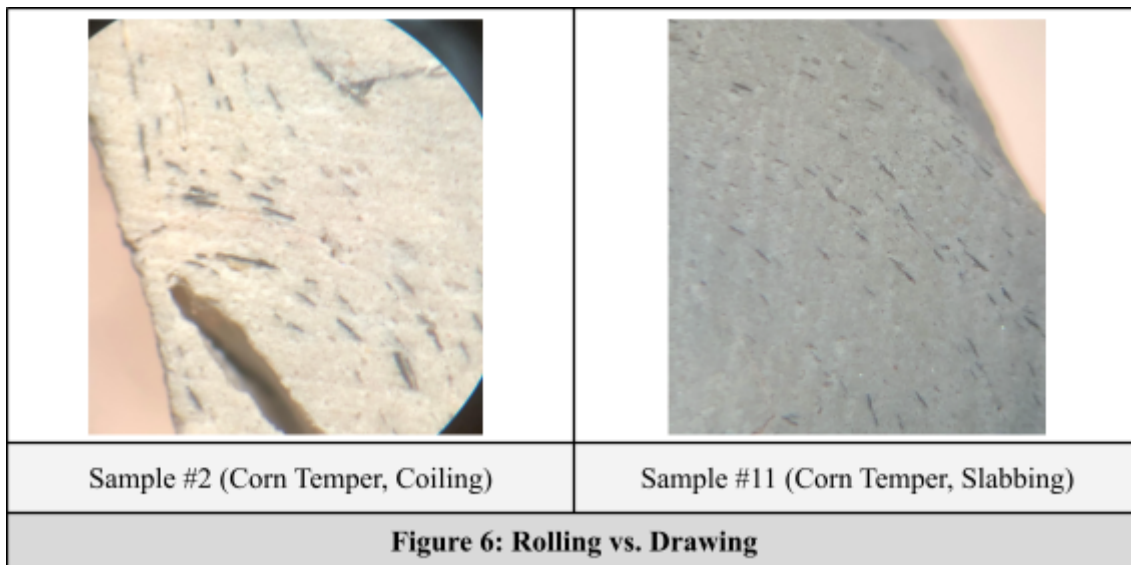 Sample #2 (Corn Temper, Coiling)
Sample #11 (Corn Temper, Slabbing)
Figure 6: Rolling vs. Drawing